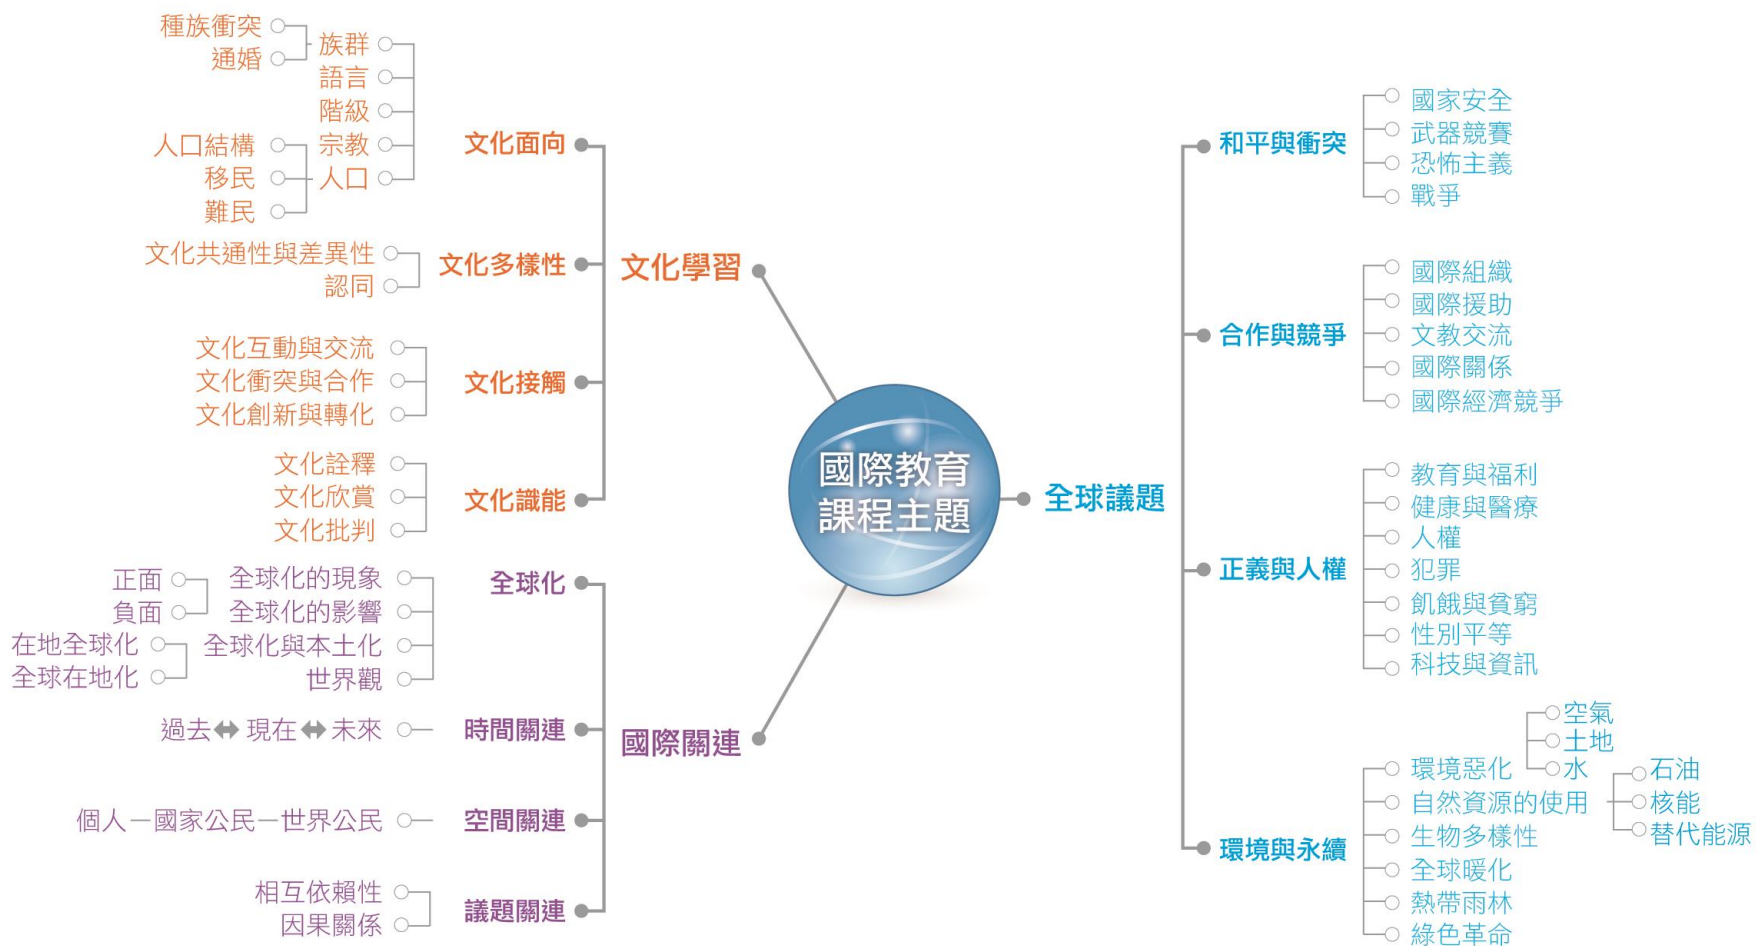 國際教育
課程主題
文化學習
文化面向
族群
種族衝突
通婚
語言
階級
宗教
人口
人口結構
移民
難民
文化多樣性
文化共通性與差異性
認同
文化接觸
文化互動與交流
文化衝突與合作
文化創新與轉化
文化識能
文化詮釋
文化欣賞
文化批判
國際關連
全球化
全球化的現象
全球化的影響
正面
負面
全球化與本土化
在地全球化
全球在地化
世界觀
時間關連
過去⬌現在⬌未來
空間關連
個人—國家公民—世界公民
議題關連
相互依賴性
因果關係
全球議題
和平與衝突
國家安全
武器競賽
恐怖主義
戰爭
合作與競爭
國際組織
國際援助
文教交流
國際關係
國際經濟競爭
正義與人權
教育與福利
健康與醫療
人權
犯罪
飢餓與貧窮
性別平等
科技與資訊
環境與永續
環境惡化
空氣
土地
水
自然資源的使用
石油
核能
替代能源
生物多樣性
全球暖化
熱帶雨林
綠色革命